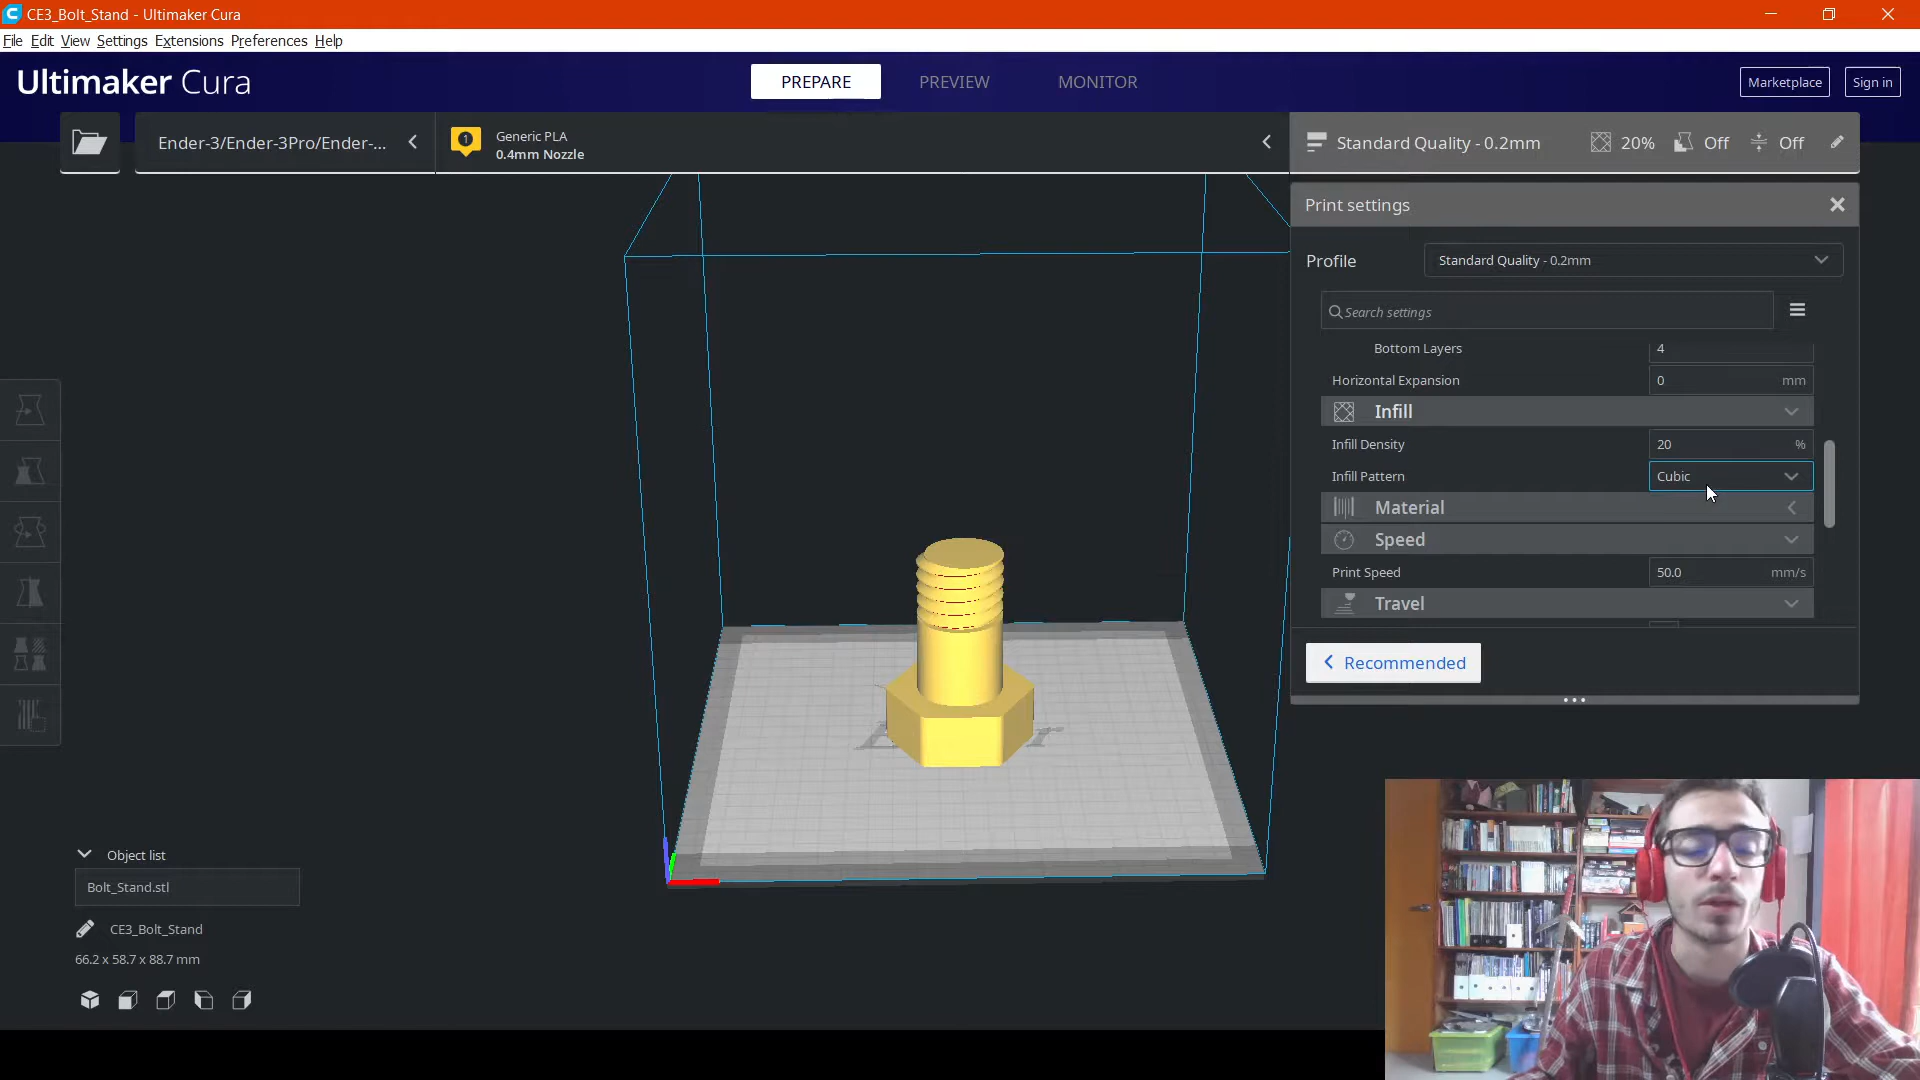 CE3_Bolt_Stand - Ultimaker Cura
File Edit View Settings Extensions Preferences Help
Ultimaker Cura
PREPARE
PREVIEW
MONITOR
Marketplace
Sign in
Ender-3/Ender-3Pro/Ender-...
1
Generic PLA
0.4mm Nozzle
Standard Quality - 0.2mm
20%
Off
Off
Print settings
Profile
Standard Quality - 0.2mm
Search settings
Bottom Layers
4
Horizontal Expansion
0 mm
Infill
Infill Density
20 %
Infill Pattern
Cubic
Material
Speed
Print Speed
50.0 mm/s
Travel
Recommended
Object list
Bolt_Stand.stl
CE3_Bolt_Stand
66.2 x 58.7 x 88.7 mm